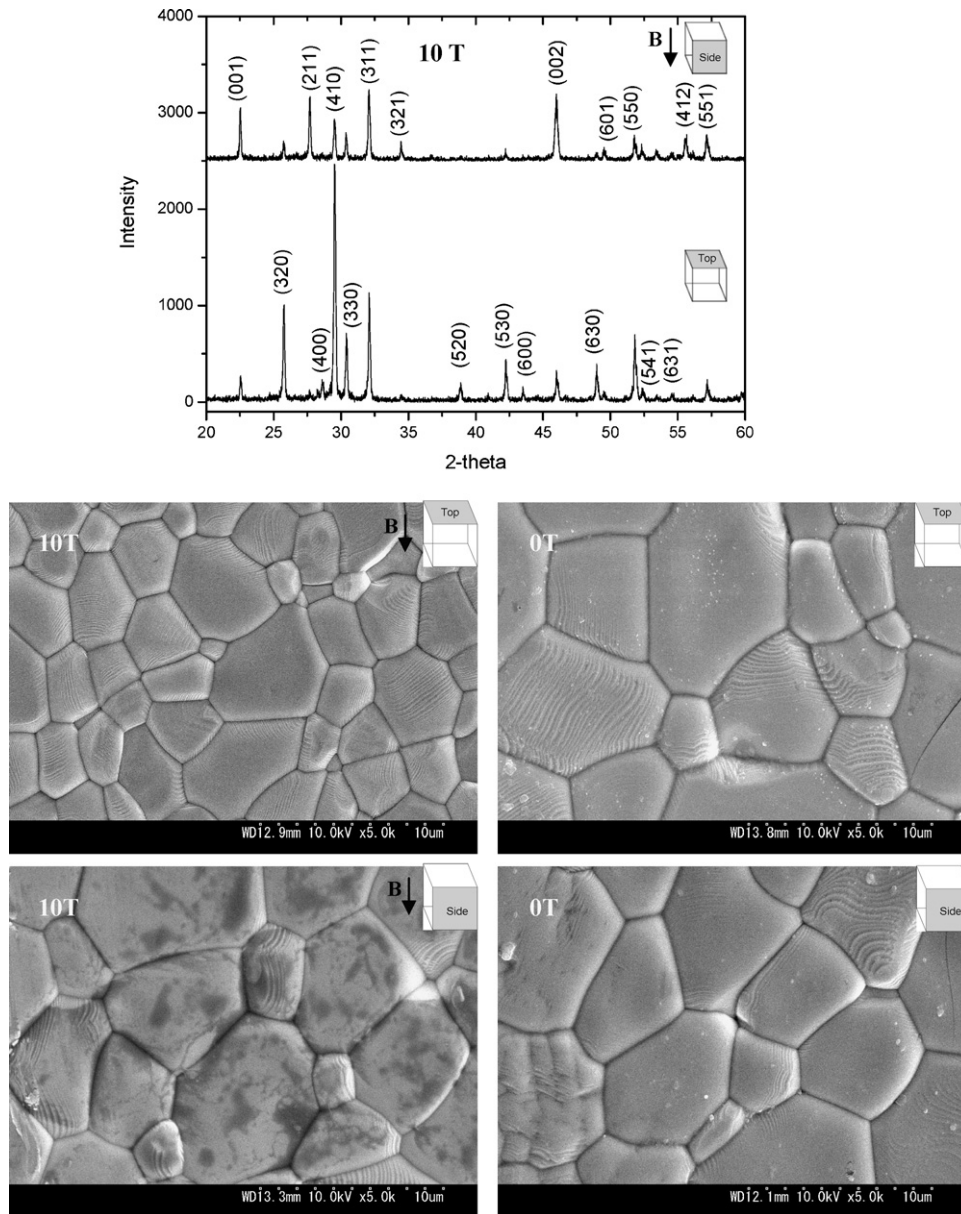 4000
3000
2000
1000
0
Intensity
10 T
B
Side
(001)
(211)
(410)
(311)
(321)
(002)
(601)
(550)
(412)
(551)
Top
(320)
(400)
(330)
(520)
(530)
(600)
(630)
(541)
(631)
20 25 30 35 40 45 50 55 60
2-theta
10T
B
Top
WD12.9mm 10.0kV x5.0k 10um
0T
Top
WD13.8mm 10.0kV x5.0k 10um
10T
B
Side
WD13.3mm 10.0kV x5.0k 10um
0T
Side
WD12.1mm 10.0kV x5.0k 10um